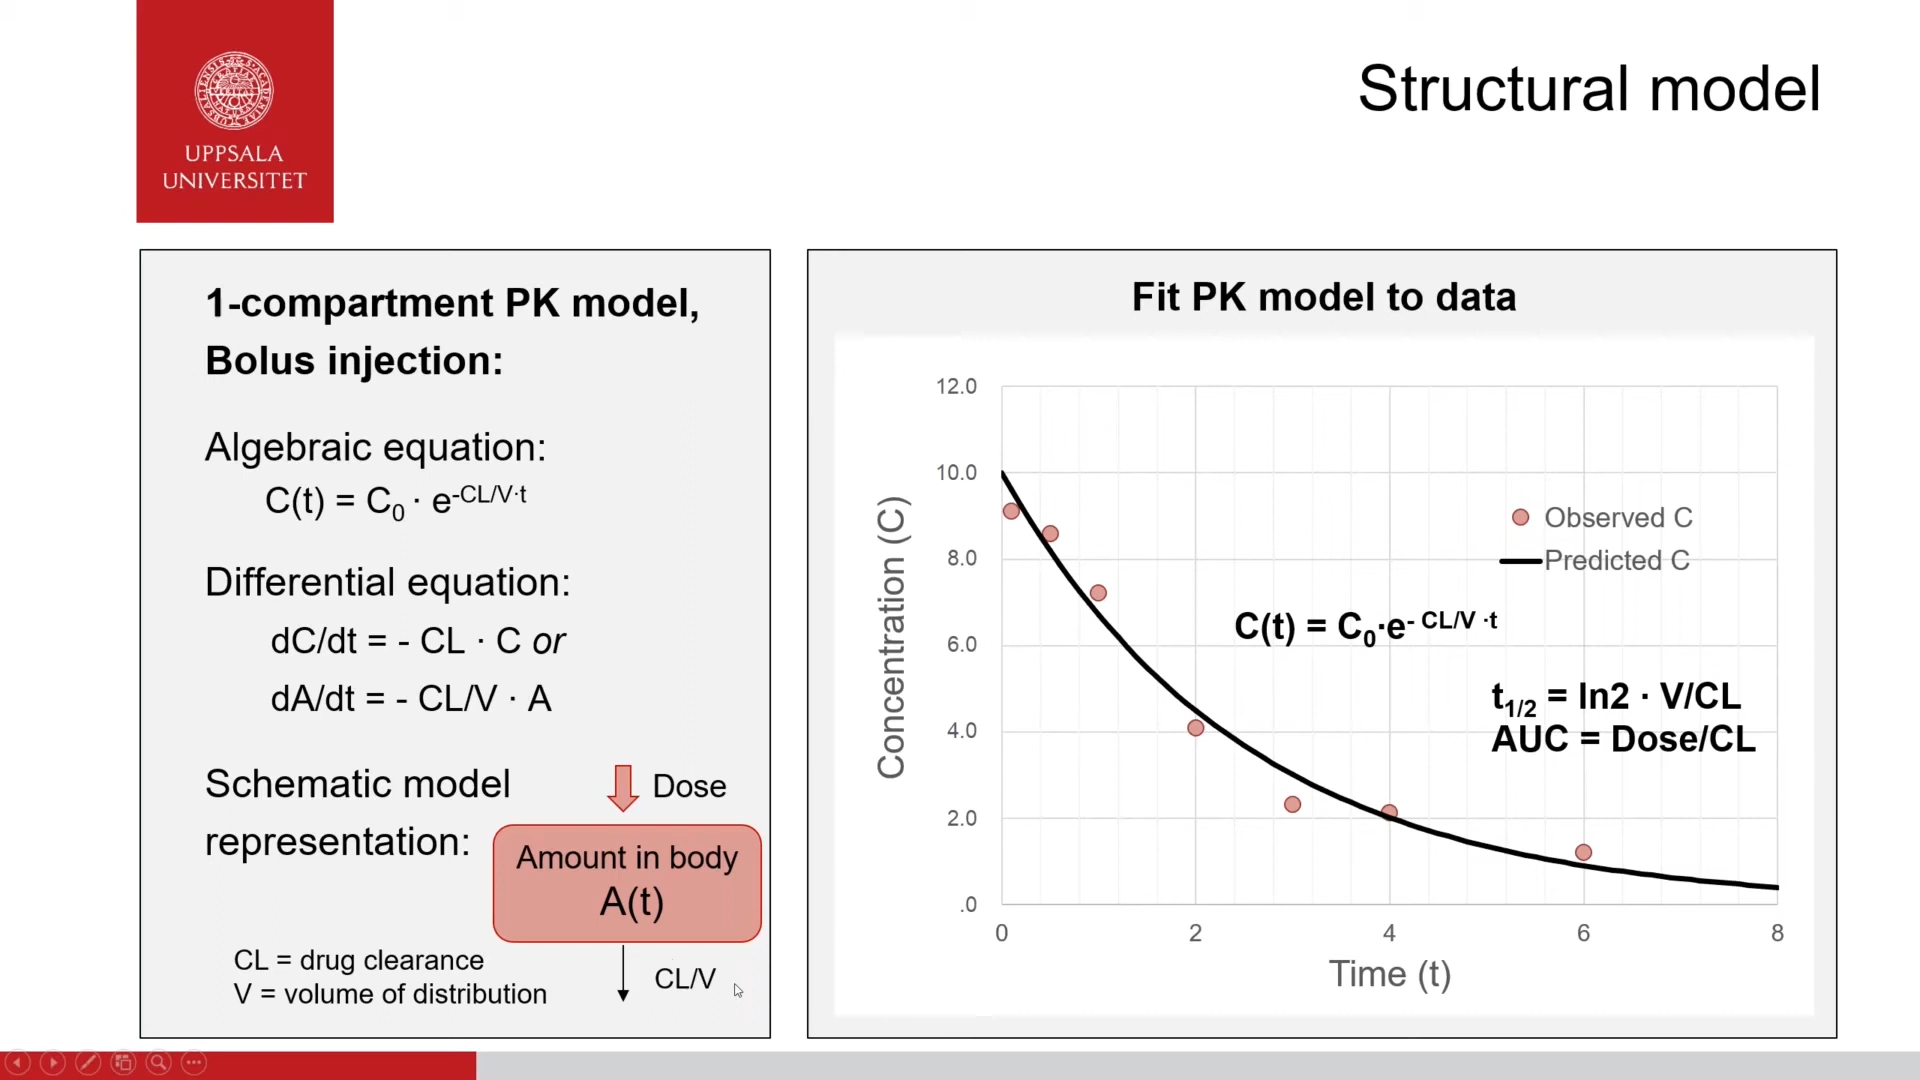 UPPSALA
UNIVERSITET
Structural model
1-compartment PK model,
Bolus injection:
Algebraic equation:
C(t) = C₀ · e^-CL/V·t
Differential equation:
dC/dt = - CL · C or
dA/dt = - CL/V · A
Schematic model
representation:
Dose
Amount in body
A(t)
CL/V
CL = drug clearance
V = volume of distribution
Fit PK model to data
12.0
10.0
8.0
6.0
4.0
2.0
.0
Concentration (C)
Observed C
Predicted C
C(t) = C₀·e^- CL/V ·t
t₁/₂ = ln2 · V/CL
AUC = Dose/CL
0 2 4 6 8
Time (t)